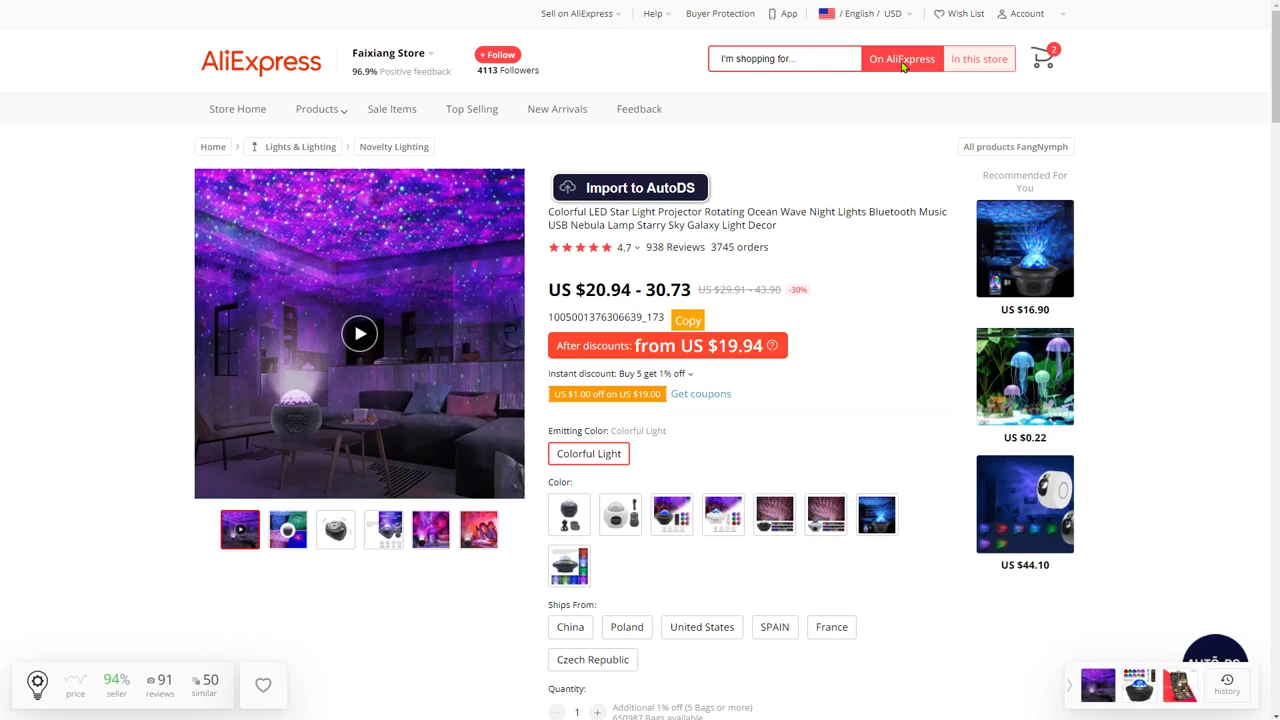 Sell on AliExpress
Help
Buyer Protection
App
/ English / USD
Wish List
Account
AliExpress
Faixiang Store
96.9% Positive feedback
+ Follow
4113 Followers
I'm shopping for...
On AliExpress
In this store
2
Store Home
Products
Sale Items
Top Selling
New Arrivals
Feedback
Home
Lights & Lighting
Novelty Lighting
All products FangNymph
Import to AutoDS
Colorful LED Star Light Projector Rotating Ocean Wave Night Lights Bluetooth Music
USB Nebula Lamp Starry Sky Galaxy Light Decor
4.7
938 Reviews
3745 orders
US $20.94 - 30.73
US $29.91 - 43.90
-30%
1005001376306639_173
Copy
After discounts: from US $19.94
Instant discount: Buy 5 get 1% off
US $1.00 off on US $19.00
Get coupons
Emitting Color: Colorful Light
Colorful Light
Color:
Ships From:
China
Poland
United States
SPAIN
France
Czech Republic
Quantity:
1
Additional 1% off (5 Bags or more)
650987 Bags available
Recommended For
You
US $16.90
US $0.22
US $44.10
price
94%
seller
91
reviews
50
similar
history